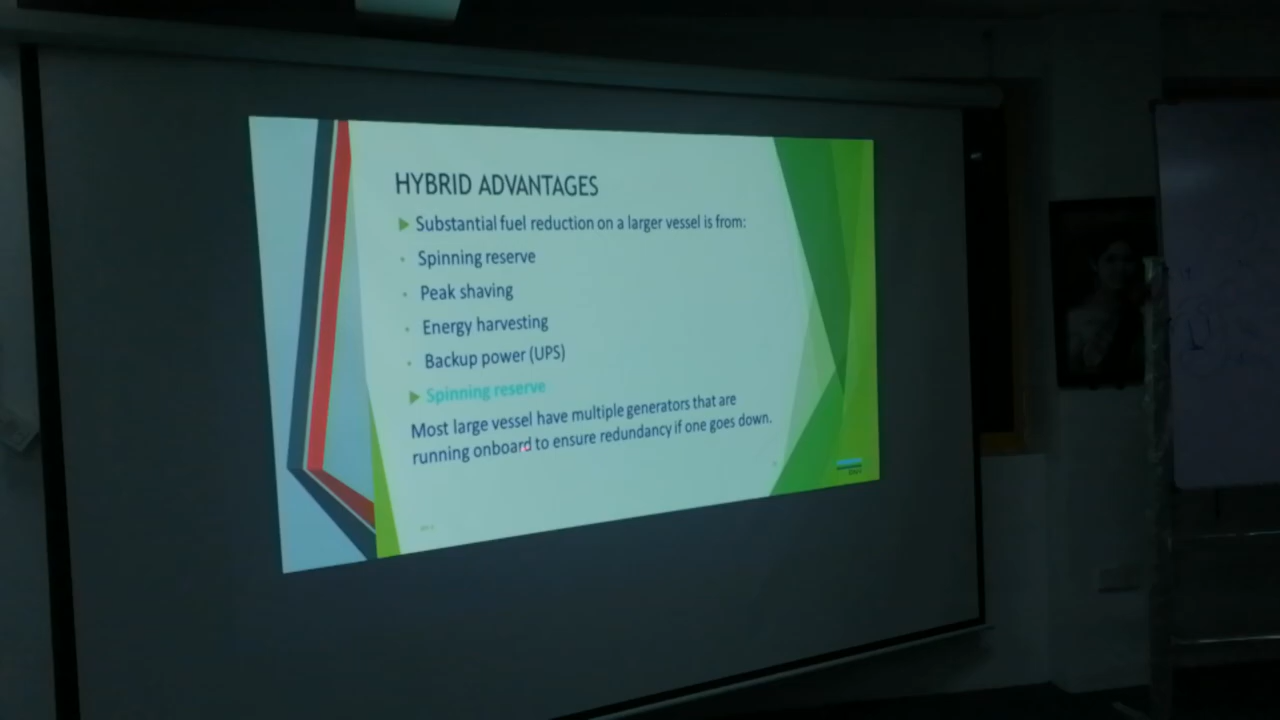 HYBRID ADVANTAGES
Substantial fuel reduction on a larger vessel is from:
Spinning reserve
Peak shaving
Energy harvesting
Backup power (UPS)
Spinning reserve
Most large vessel have multiple generators that are
running onboard to ensure redundancy if one goes down.